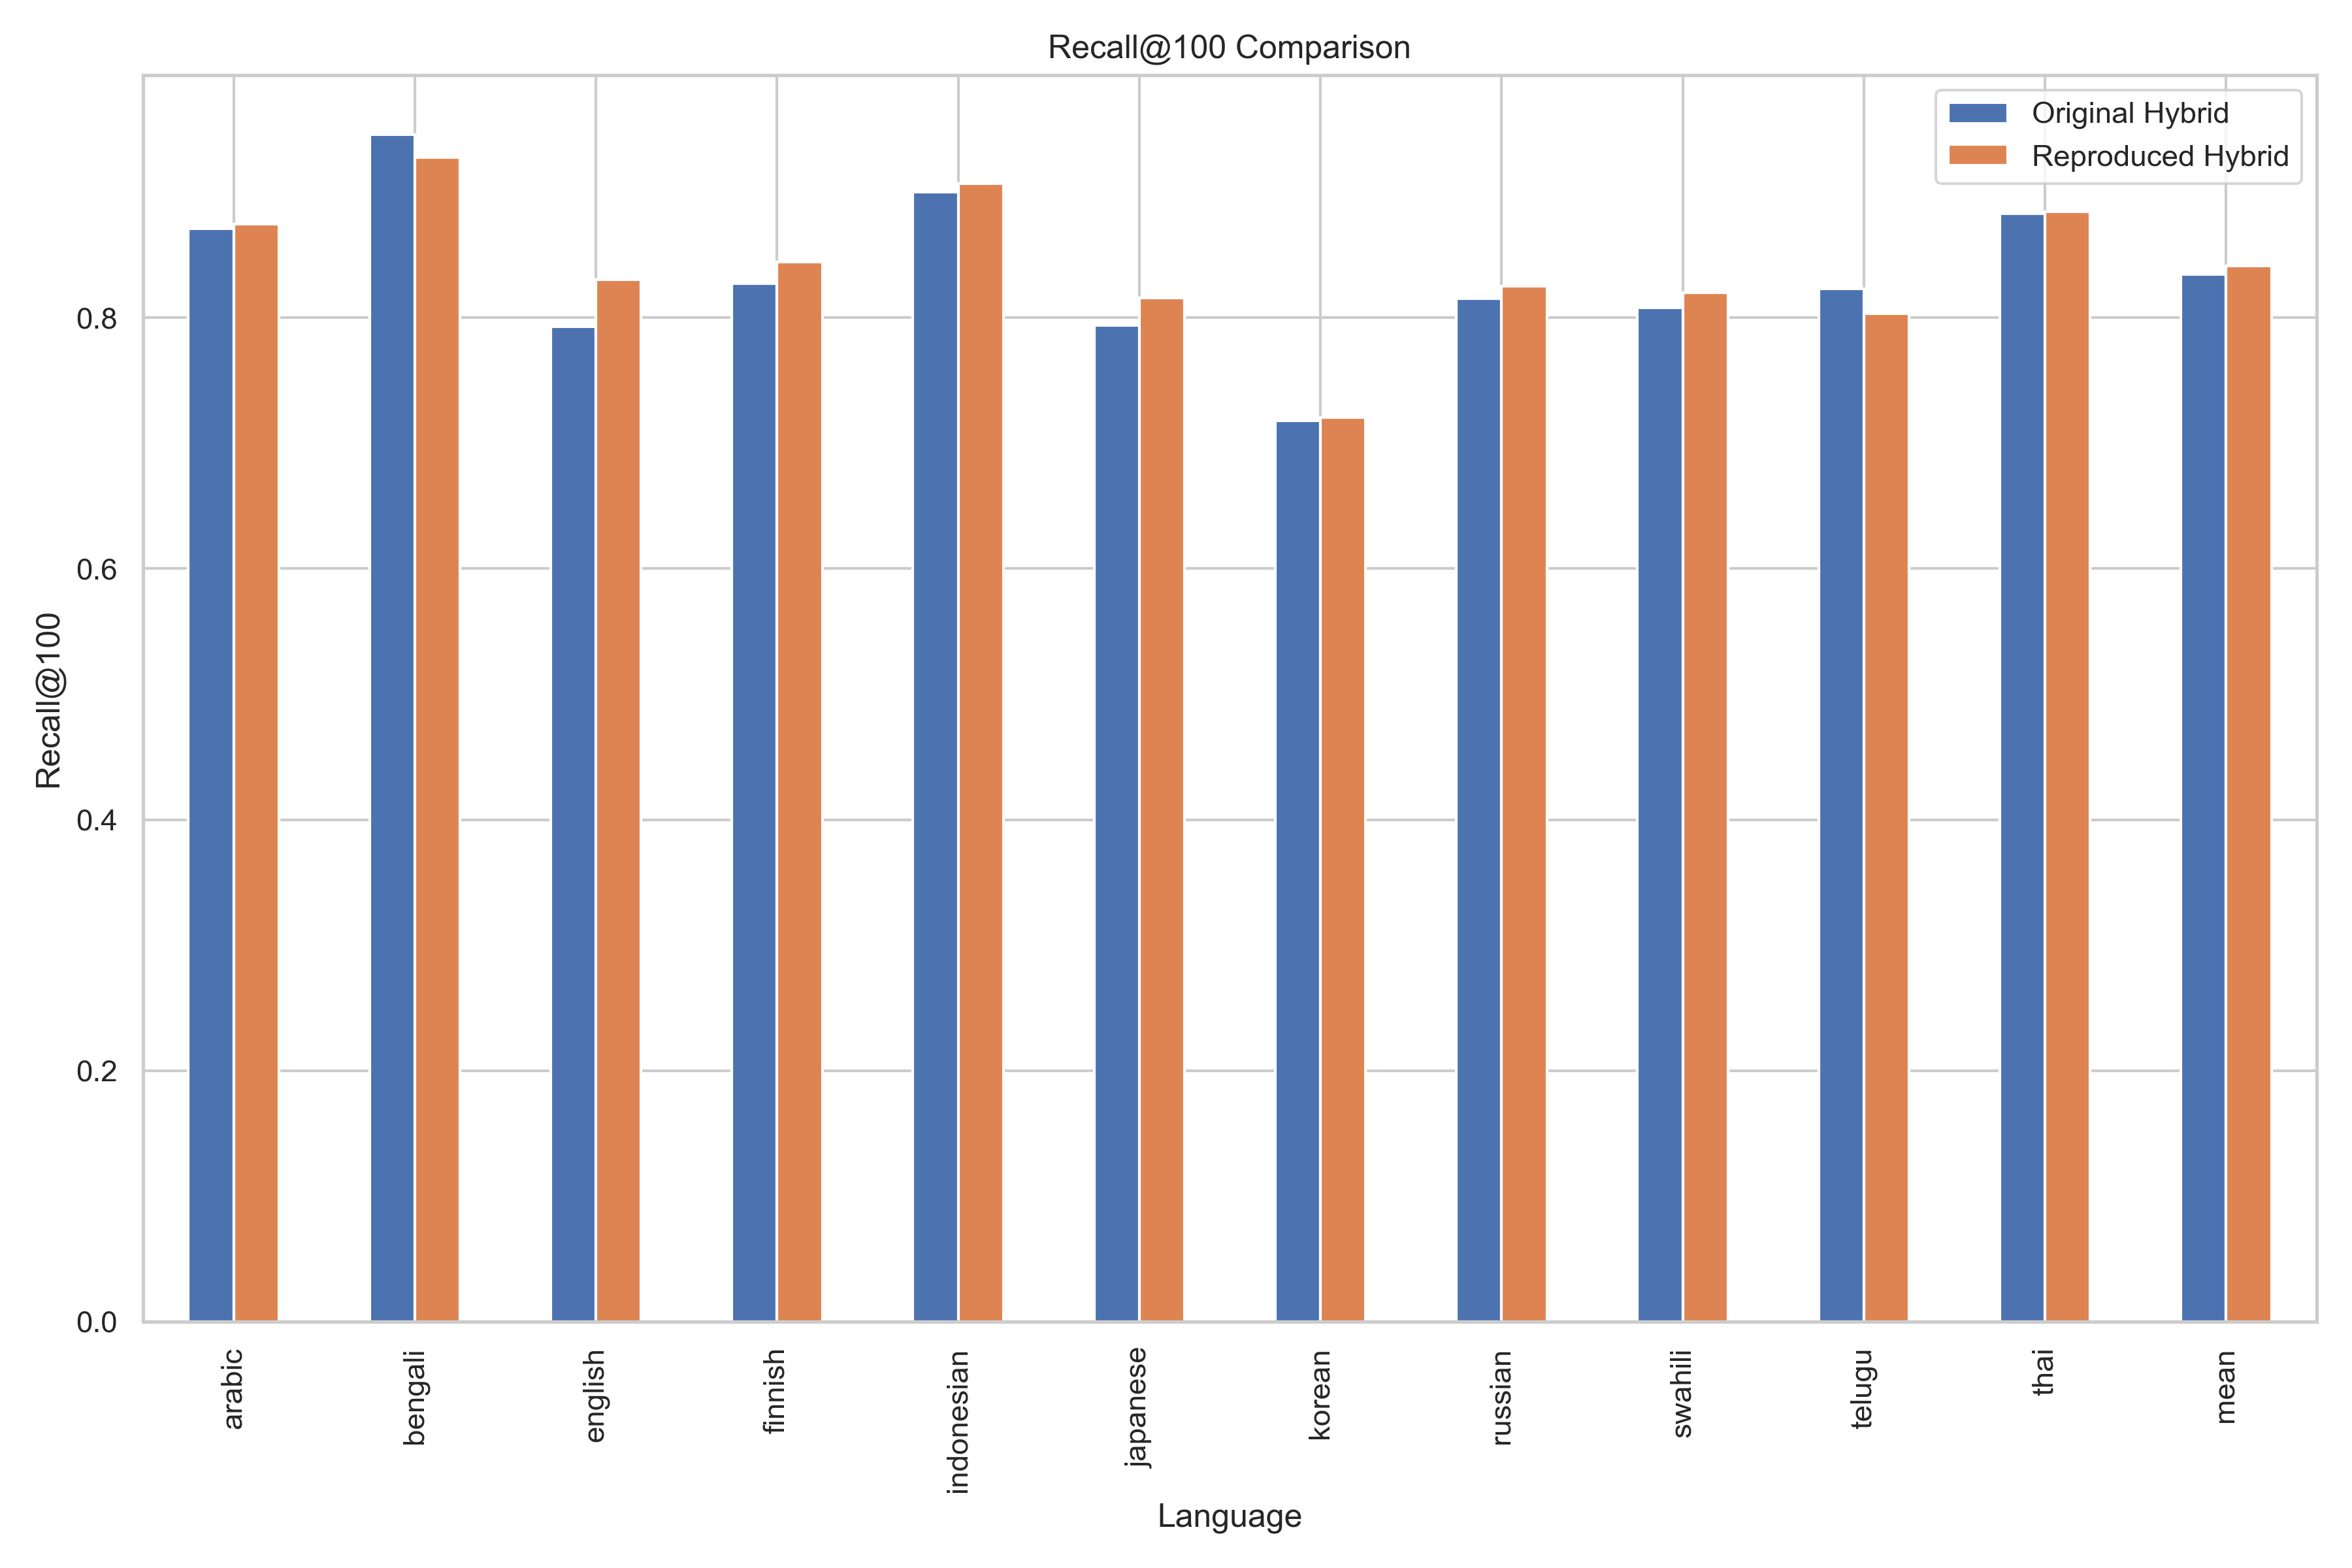 Recall@100 Comparison
Original Hybrid
Reproduced Hybrid
Recall@100
0.8
0.6
0.4
0.2
0.0
arabic
bengali
english
finnish
indonesian
japanese
korean
russian
swahili
telugu
thai
mean
Language